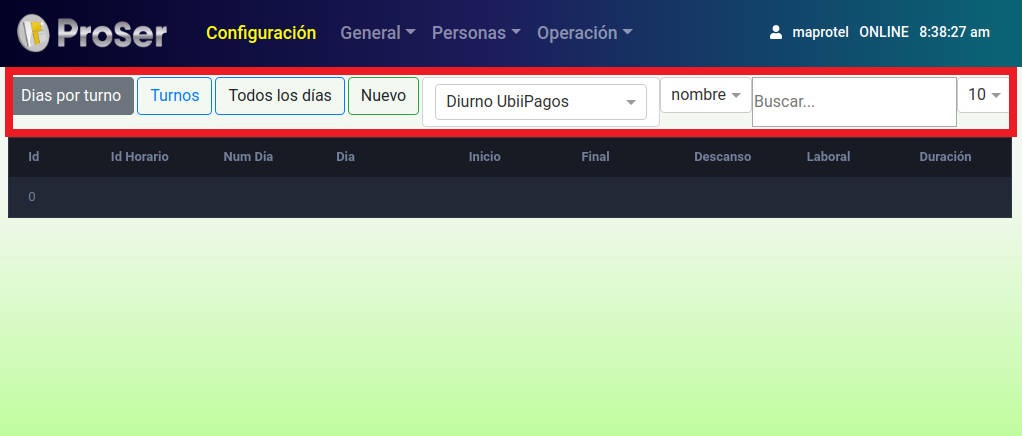 ProSer Configuración General Personas Operación maprotel ONLINE 8:38:27 am
Dias por turno Turnos Todos los días Nuevo Diurno UbiiPagos nombre Buscar... 10
Id Id Horario Num Día Dia Inicio Final Descanso Laboral Duración
0